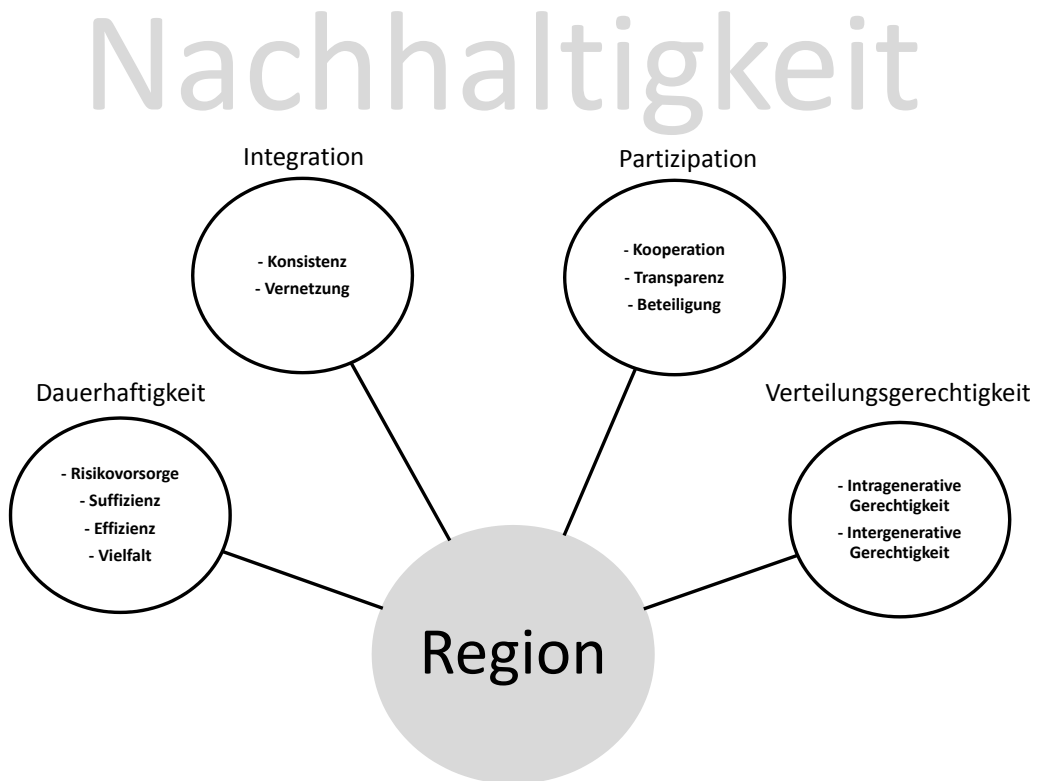 Nachhaltigkeit
Integration
- Konsistenz
- Vernetzung
Partizipation
- Kooperation
- Transparenz
- Beteiligung
Dauerhaftigkeit
- Risikovorsorge
- Suffizienz
- Effizienz
- Vielfalt
Verteilungsgerechtigkeit
- Intragenerative
Gerechtigkeit
- Intergenerative
Gerechtigkeit
Region